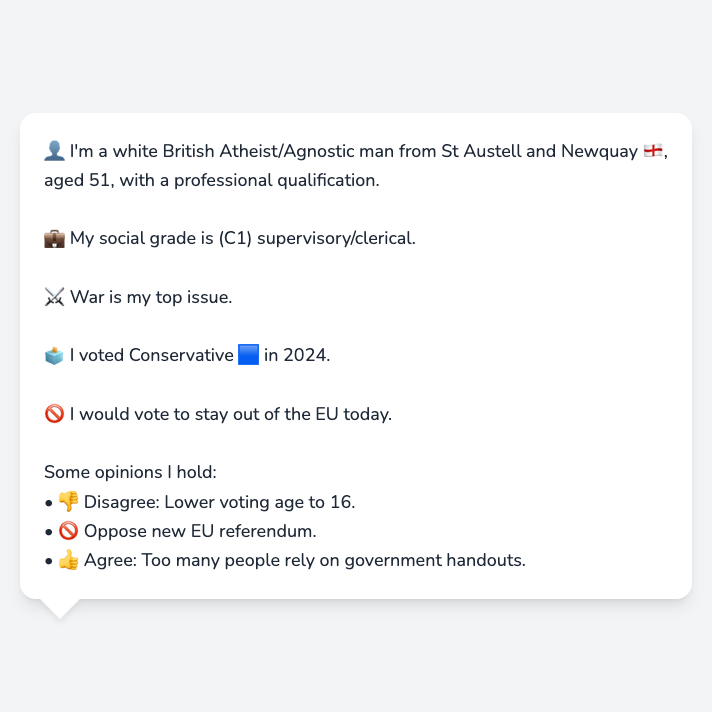 👤 I'm a white British Atheist/Agnostic man from St Austell and Newquay 🏴󠁧󠁢󠁥󠁮󠁧󠁿,
aged 51, with a professional qualification.
💼 My social grade is (C1) supervisory/clerical.
⚔️ War is my top issue.
🗳️ I voted Conservative 🟦 in 2024.
🚫 I would vote to stay out of the EU today.
Some opinions I hold:
• 👎 Disagree: Lower voting age to 16.
• 🚫 Oppose new EU referendum.
• 👍 Agree: Too many people rely on government handouts.